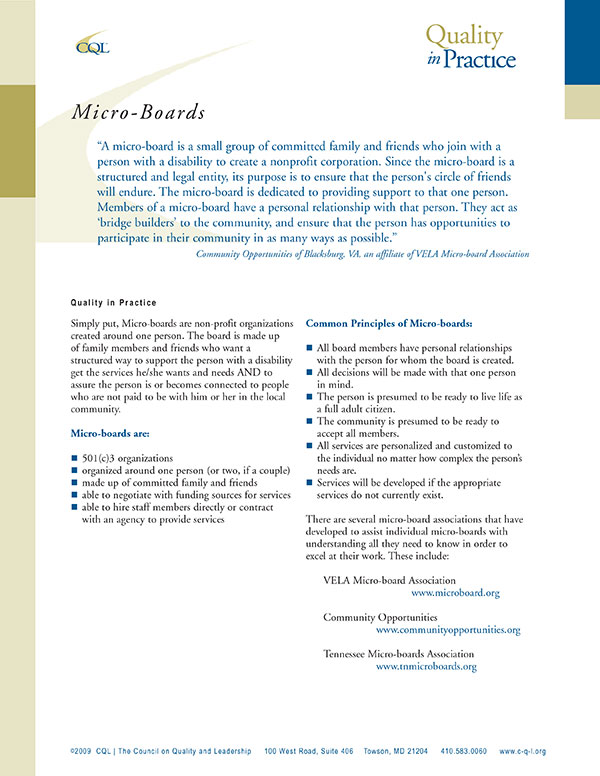 CQL
Quality
in Practice
Micro-Boards
“A micro-board is a small group of committed family and friends who join with a
person with a disability to create a nonprofit corporation. Since the micro-board is a
structured and legal entity, its purpose is to ensure that the person's circle of friends
will endure. The micro-board is dedicated to providing support to that one person.
Members of a micro-board have a personal relationship with that person. They act as
‘bridge builders’ to the community, and ensure that the person has opportunities to
participate in their community in as many ways as possible.”
Community Opportunities of Blacksburg, VA, an affiliate of VELA Micro-board Association
Quality in Practice
Simply put, Micro-boards are non-profit organizations
created around one person. The board is made up
of family members and friends who want a
structured way to support the person with a disability
get the services he/she wants and needs AND to
assure the person is or becomes connected to people
who are not paid to be with him or her in the local
community.
Micro-boards are:
■ 501(c)3 organizations
■ organized around one person (or two, if a couple)
■ made up of committed family and friends
■ able to negotiate with funding sources for services
■ able to hire staff members directly or contract
with an agency to provide services
Common Principles of Micro-boards:
■ All board members have personal relationships
with the person for whom the board is created.
■ All decisions will be made with that one person
in mind.
■ The person is presumed to be ready to live life as
a full adult citizen.
■ The community is presumed to be ready to
accept all members.
■ All services are personalized and customized to
the individual no matter how complex the person's
needs are.
■ Services will be developed if the appropriate
services do not currently exist.
There are several micro-board associations that have
developed to assist individual micro-boards with
understanding all they need to know in order to
excel at their work. These include:
VELA Micro-board Association
www.microboard.org
Community Opportunities
www.communityopportunities.org
Tennessee Micro-boards Association
www.tnmicroboards.org
©2009 CQL | The Council on Quality and Leadership 100 West Road, Suite 406 Towson, MD 21204 410.583.0060 www.c-q-l.org